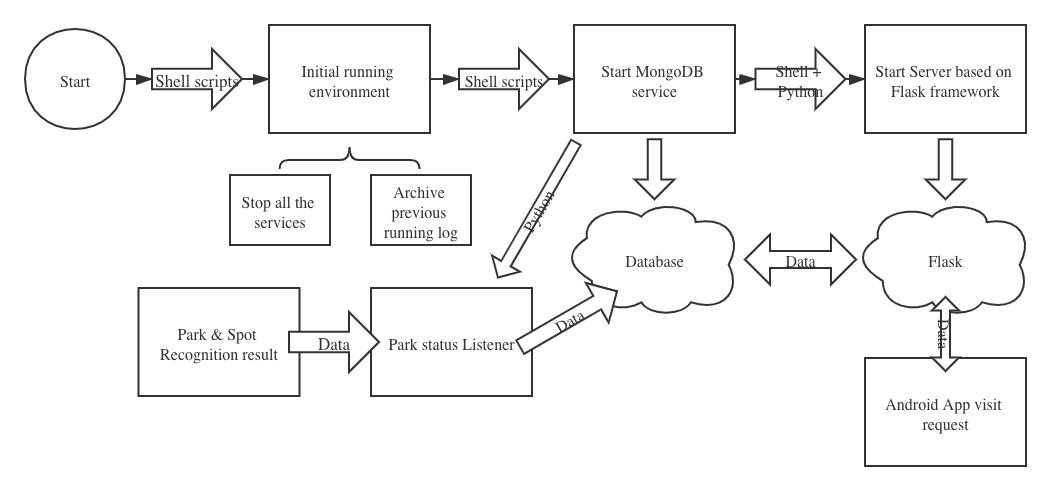 Start
Shell scripts
Initial running
environment
Shell scripts
Start MongoDB
service
Shell +
Python
Start Server based on
Flask framework
Stop all the
services
Archive
previous
running log
Python
Database
Data
Flask
Park & Spot
Recognition result
Data
Park status Listener
Data
Data
Android App visit
request